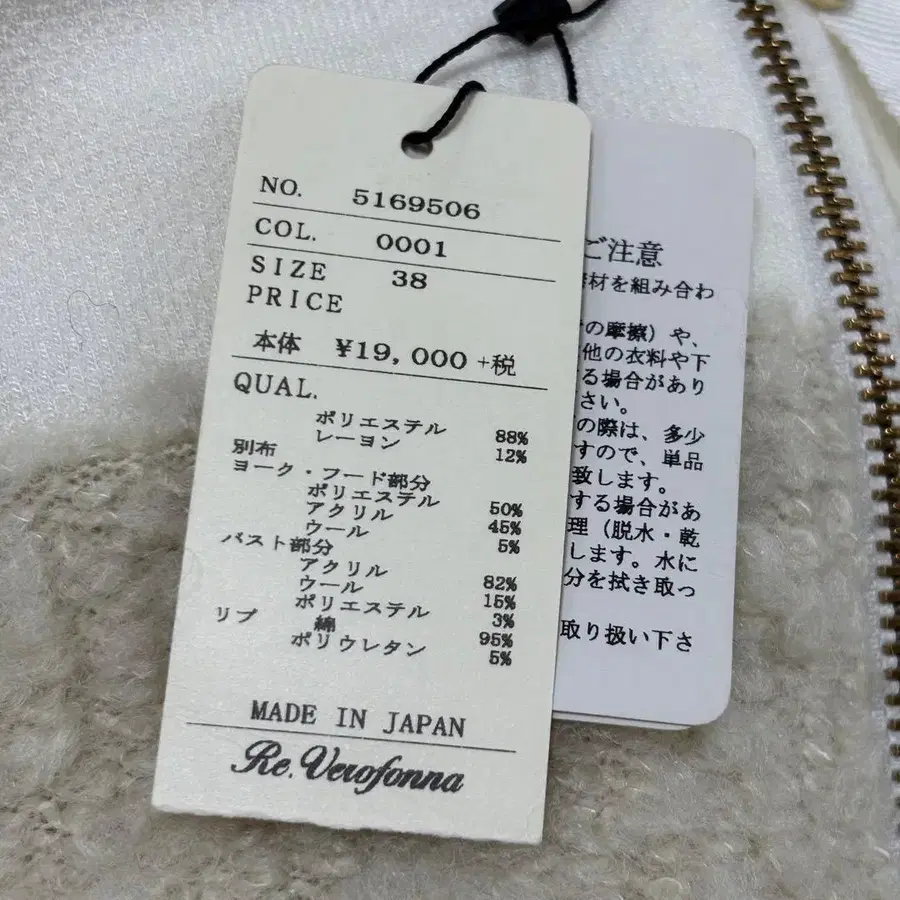 NO. 5169506
COL. 0001
SIZE 38
PRICE
本体 ¥19,000 +税
QUAL.
ポリエステル 88%
レーヨン 12%
別布
ヨーク・フード部分
ポリエステル 50%
アクリル 45%
ウール 5%
バスト部分
アクリル 82%
ウール 15%
ポリエステル 3%
リブ 綿 95%
ポリウレタン 5%
MADE IN JAPAN
Re.Verofonna
ご注意
材を組み合わ
の摩擦）や、
他の衣料や下
る場合があり
さい。
の際は、多少
すので、単品
致します。
する場合があ
理（脱水・乾
します。水に
分を拭き取っ
取り扱い下さ